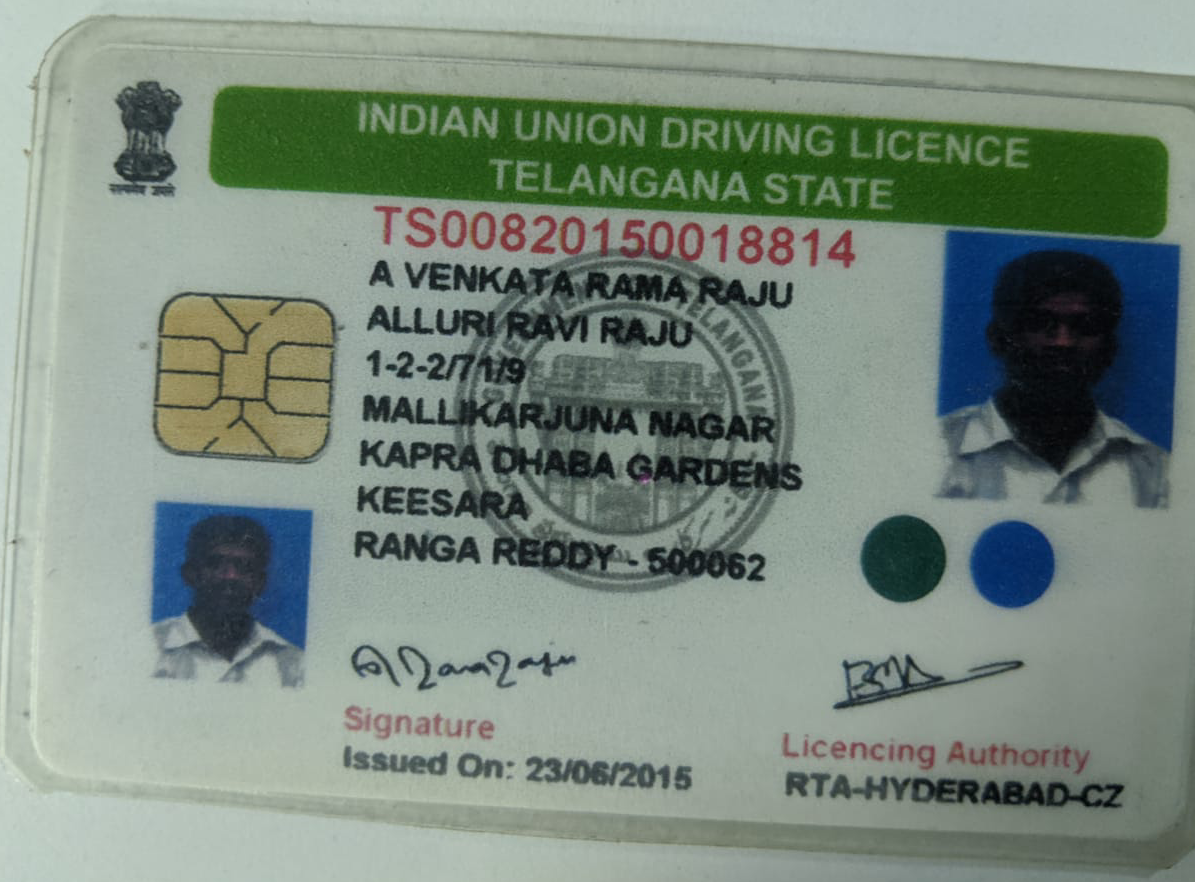 INDIAN UNION DRIVING LICENCE
TELANGANA STATE
TS00820150018814
A VENKATA RAMA RAJU
ALLURI RAVI RAJU
1-2-2/71/9
MALLIKARJUNA NAGAR
KAPRA DHABA GARDENS
KEESARA
RANGA REDDY - 500062
Signature
Issued On: 23/06/2015
Licencing Authority
RTA-HYDERABAD-CZ
सत्यमेव जयते
TELANGANA